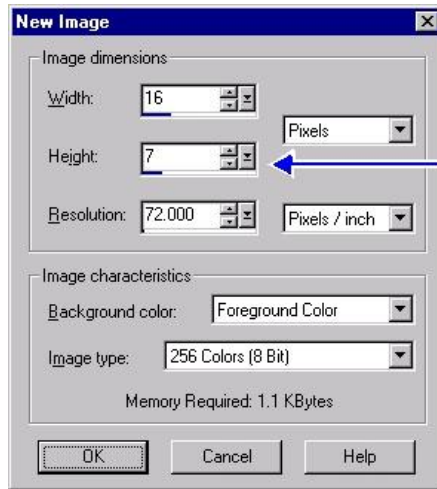 New Image
Image dimensions
Width: 16
Pixels
Height: 7
Resolution: 72.000 Pixels / inch
Image characteristics
Background color: Foreground Color
Image type: 256 Colors (8 Bit)
Memory Required: 1.1 KBytes
OK Cancel Help